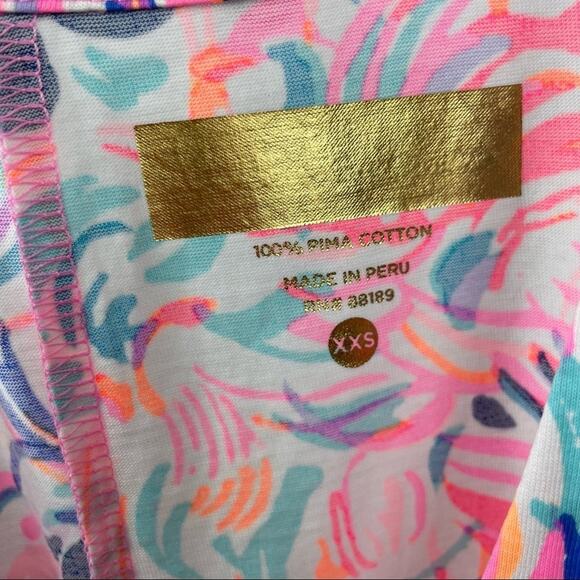 100% PIMA COTTON
MADE IN PERU
RN# 88189
XXS